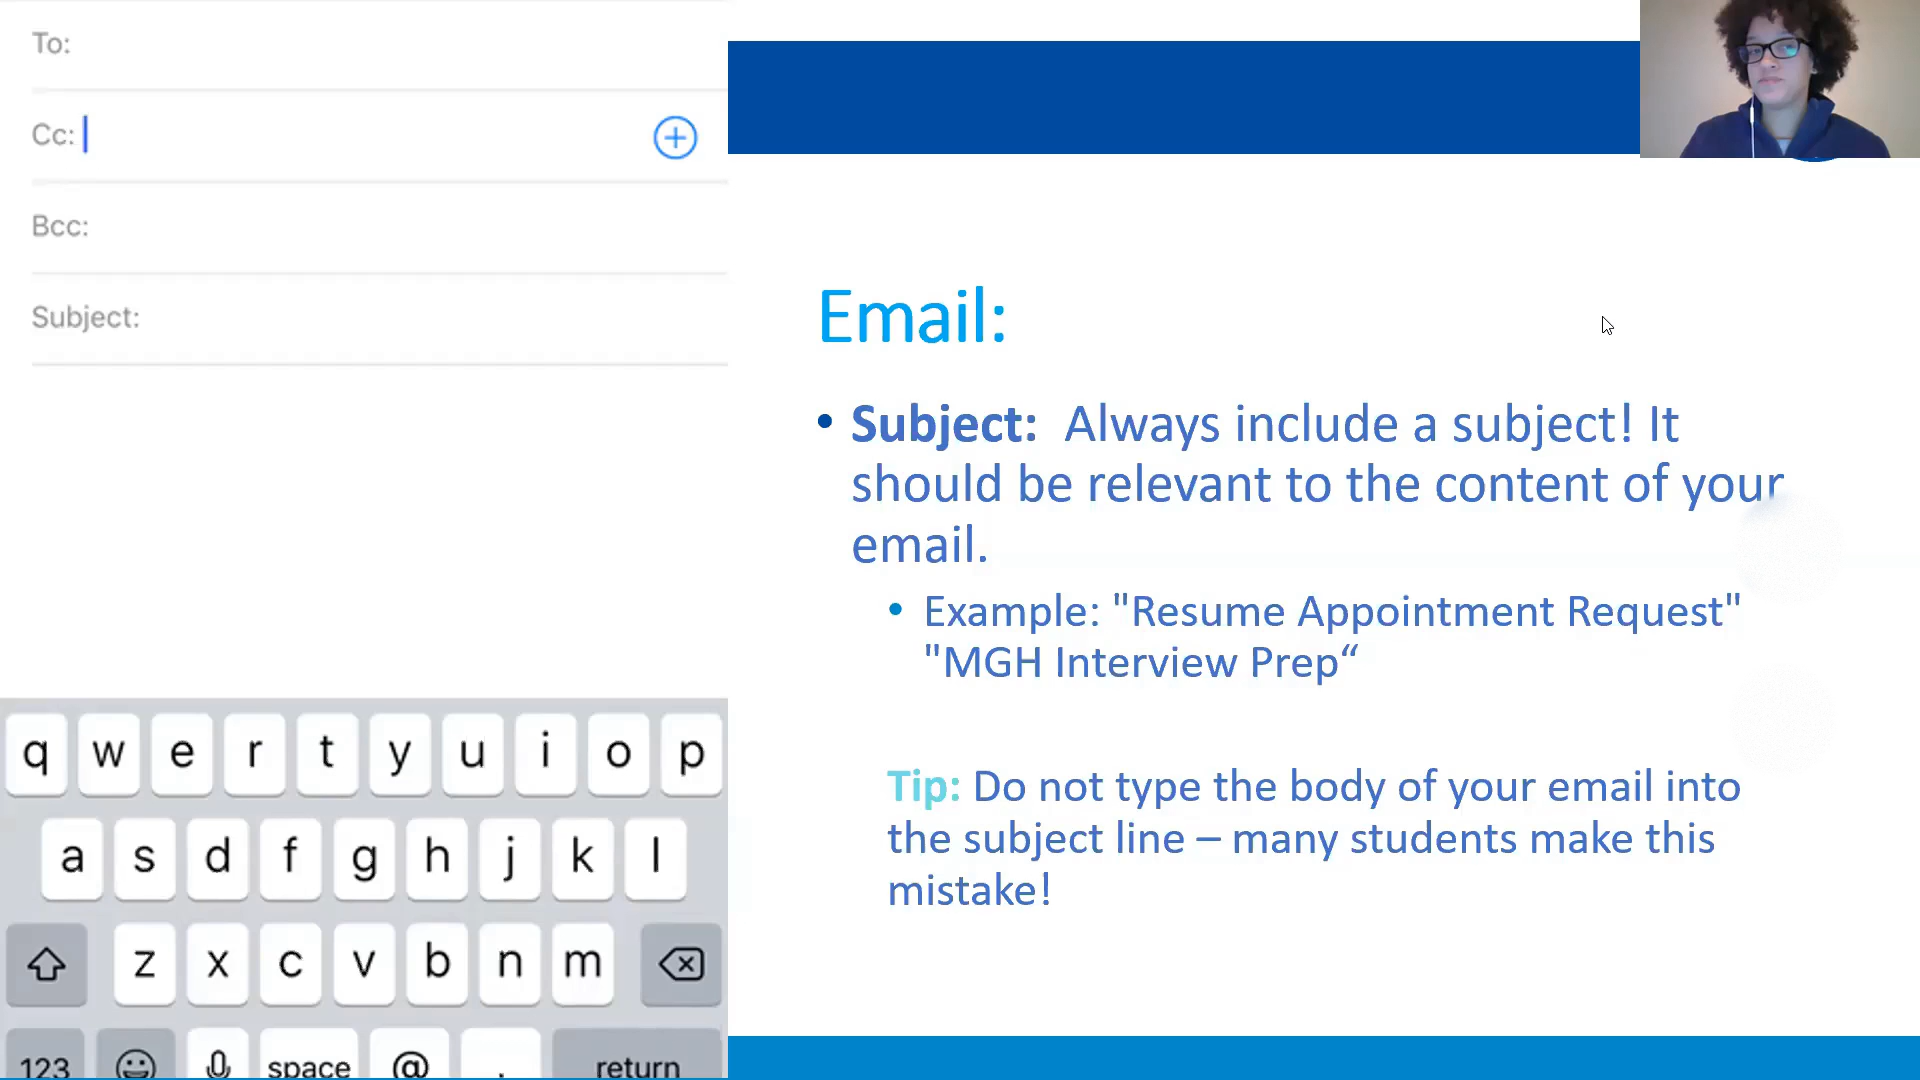 To:
Cc:
Bcc:
Subject:
q w e r t y u i o p
a s d f g h j k l
z x c v b n m
123 space @ . return
Email:
• Subject:  Always include a subject! It
should be relevant to the content of your
email.
• Example: "Resume Appointment Request"
"MGH Interview Prep“
Tip: Do not type the body of your email into
the subject line – many students make this
mistake!